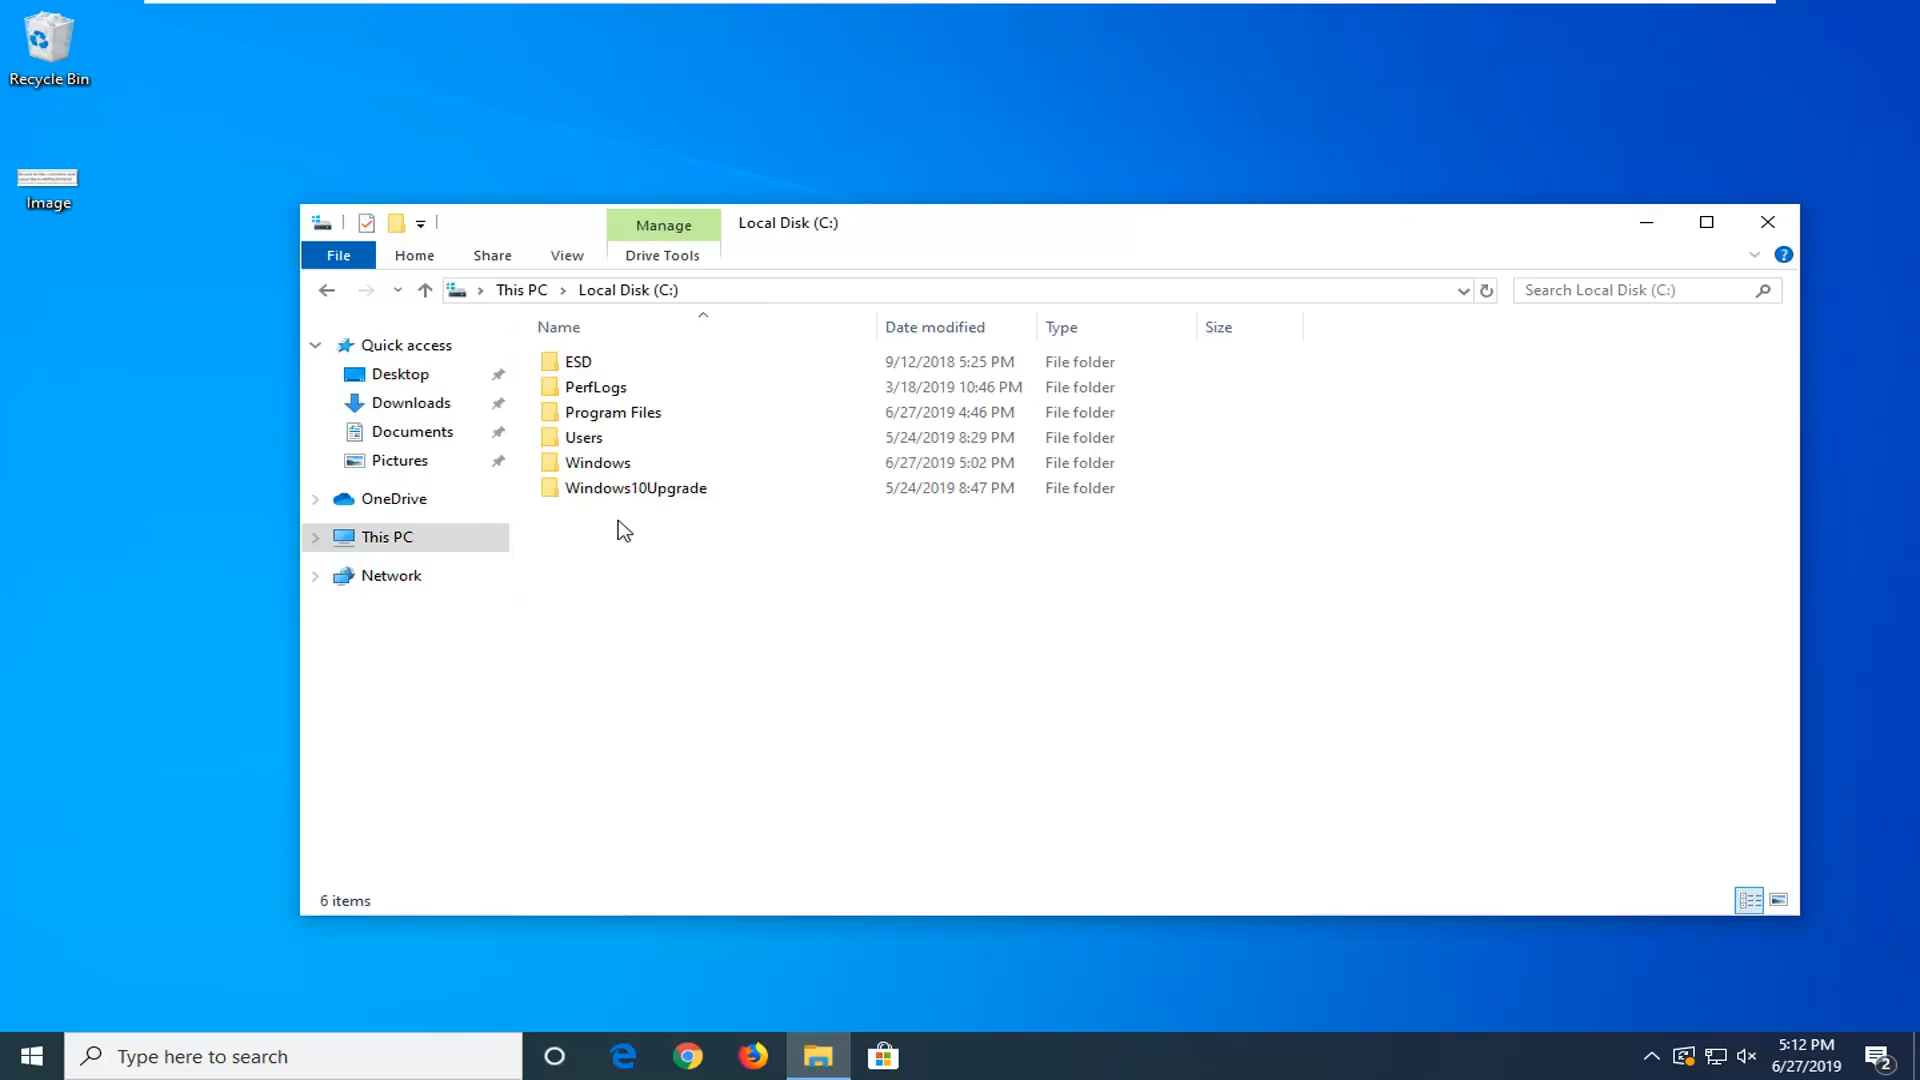 Recycle Bin
Image
Manage
Local Disk (C:)
File
Home
Share
View
Drive Tools
This PC
Local Disk (C:)
Search Local Disk (C:)
Name
Date modified
Type
Size
Quick access
Desktop
Downloads
Documents
Pictures
OneDrive
This PC
Network
ESD 9/12/2018 5:25 PM File folder
PerfLogs 3/18/2019 10:46 PM File folder
Program Files 6/27/2019 4:46 PM File folder
Users 5/24/2019 8:29 PM File folder
Windows 6/27/2019 5:02 PM File folder
Windows10Upgrade 5/24/2019 8:47 PM File folder
6 items
Type here to search
5:12 PM
6/27/2019
2